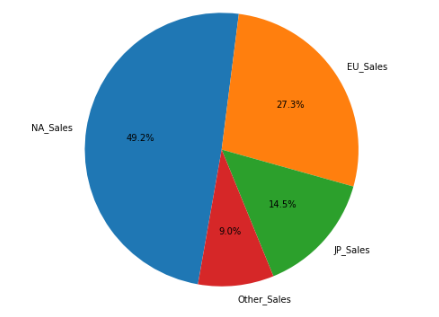 EU_Sales
27.3%
NA_Sales
49.2%
14.5%
9.0%
JP_Sales
Other_Sales